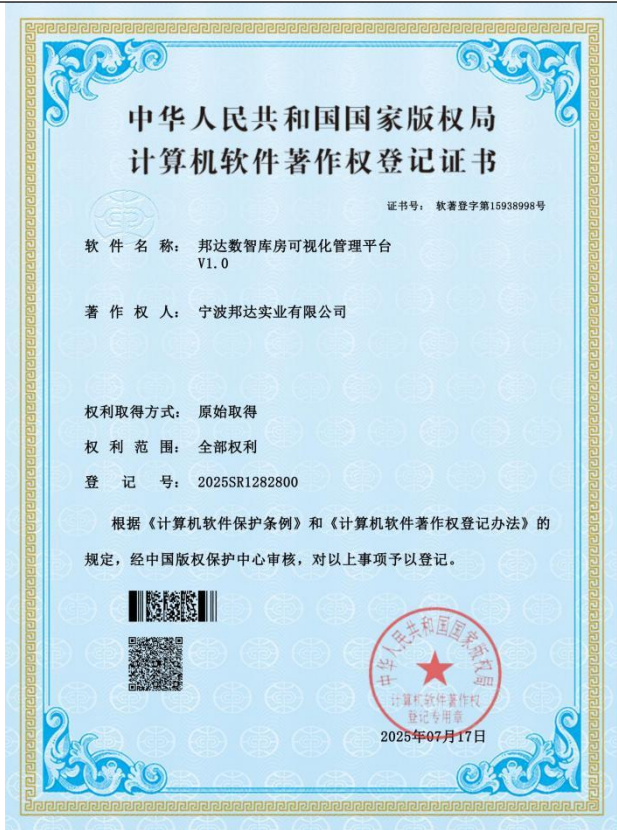 中华人民共和国国家版权局
计算机软件著作权登记证书
证书号： 软著登字第15938998号
软 件 名 称： 邦达数智库房可视化管理平台
V1.0
著 作 权 人： 宁波邦达实业有限公司
权利取得方式： 原始取得
权 利 范 围： 全部权利
登 记 号： 2025SR1282800
根据《计算机软件保护条例》和《计算机软件著作权登记办法》的
规定，经中国版权保护中心审核，对以上事项予以登记。
中华人民共和国国家版权局
计算机软件著作权
登记专用章
2025年07月17日